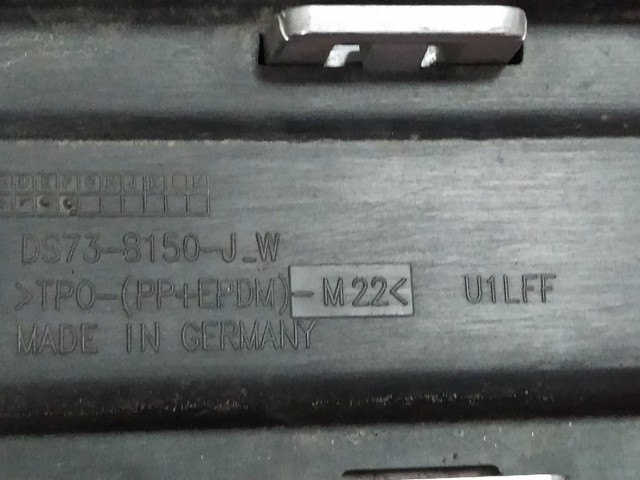 DS73-8150-J_W
>TPO-(PP+EPDM)-M22< U1LFF
MADE IN GERMANY